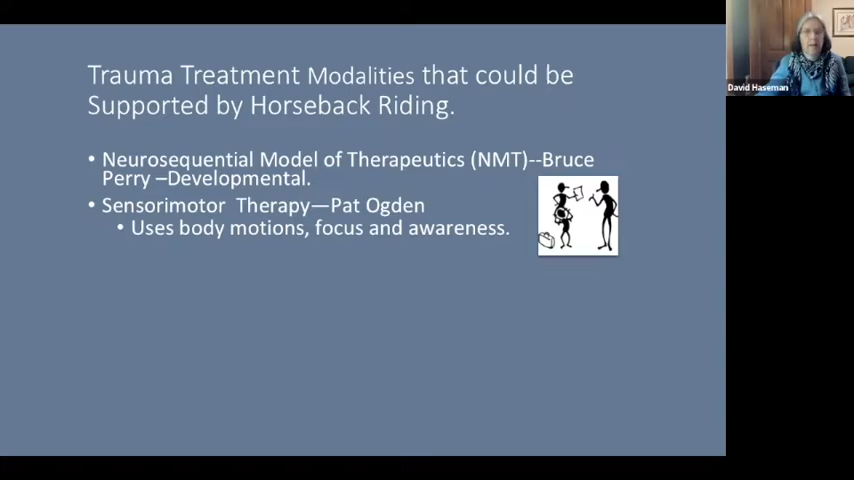 Trauma Treatment Modalities that could be
Supported by Horseback Riding.
• Neurosequential Model of Therapeutics (NMT)--Bruce
Perry –Developmental.
• Sensorimotor Therapy—Pat Ogden
• Uses body motions, focus and awareness.
David Haseman